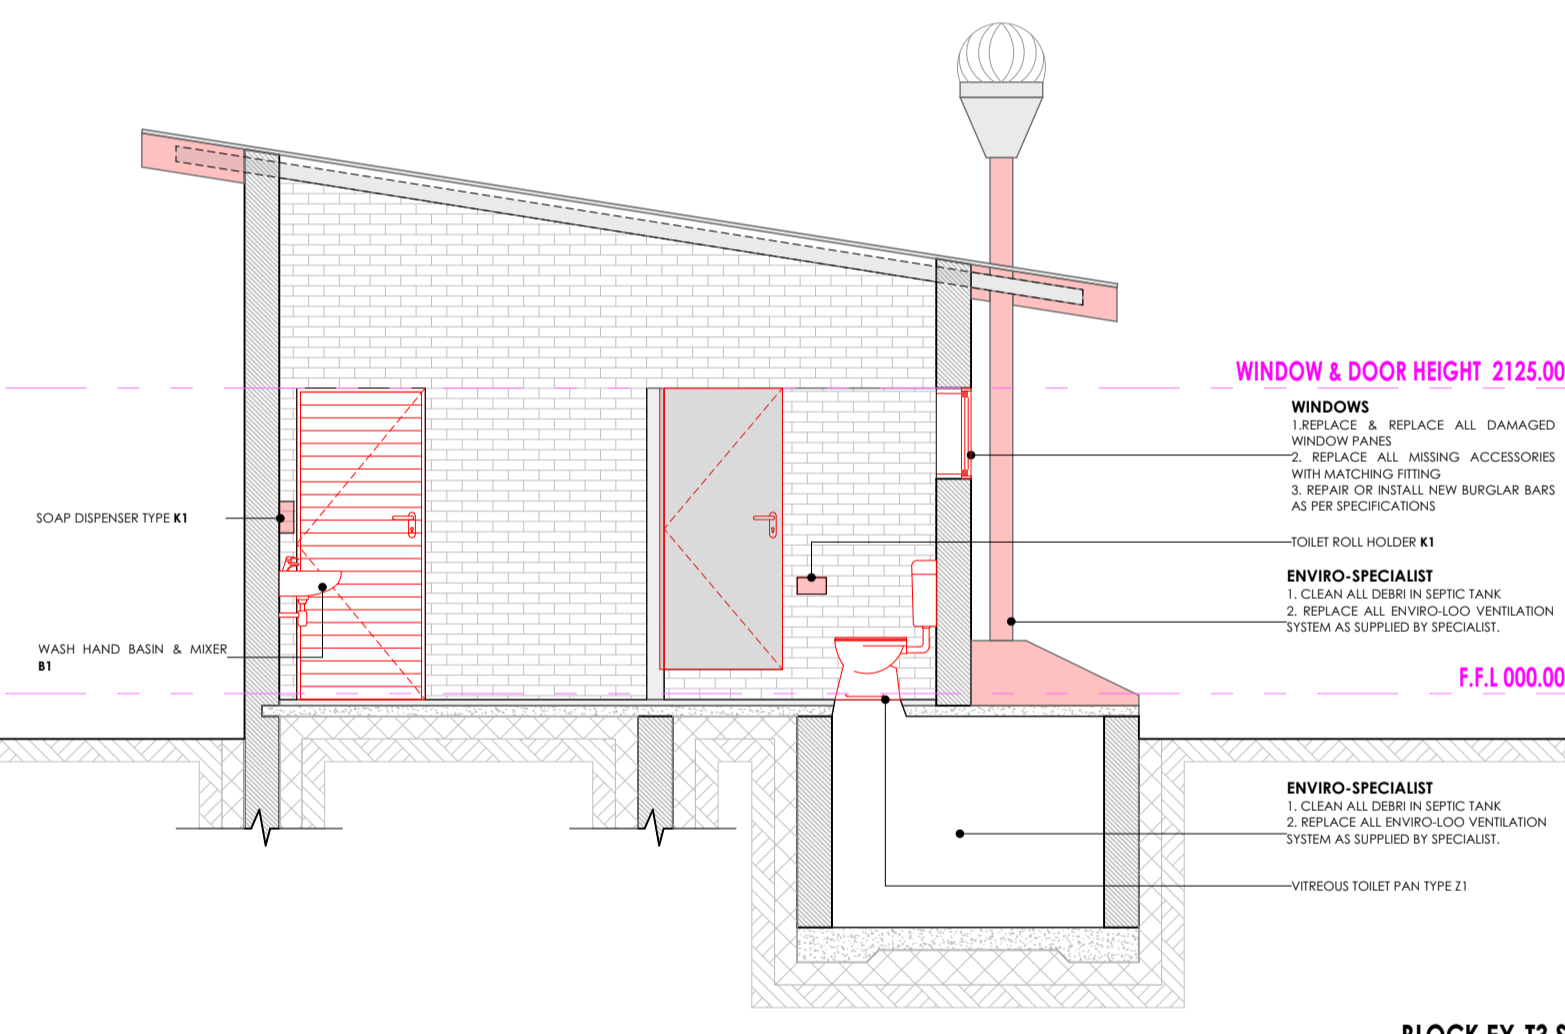 WINDOW & DOOR HEIGHT 2125.00
WINDOWS
1.REPLACE & REPLACE ALL DAMAGED
WINDOW PANES
2. REPLACE ALL MISSING ACCESSORIES
WITH MATCHING FITTING
3. REPAIR OR INSTALL NEW BURGLAR BARS
AS PER SPECIFICATIONS
SOAP DISPENSER TYPE K1
TOILET ROLL HOLDER K1
ENVIRO-SPECIALIST
1. CLEAN ALL DEBRI IN SEPTIC TANK
2. REPLACE ALL ENVIRO-LOO VENTILATION
SYSTEM AS SUPPLIED BY SPECIALIST.
WASH HAND BASIN & MIXER
B1
F.F.L 000.00
ENVIRO-SPECIALIST
1. CLEAN ALL DEBRI IN SEPTIC TANK
2. REPLACE ALL ENVIRO-LOO VENTILATION
SYSTEM AS SUPPLIED BY SPECIALIST.
VITREOUS TOILET PAN TYPE Z1